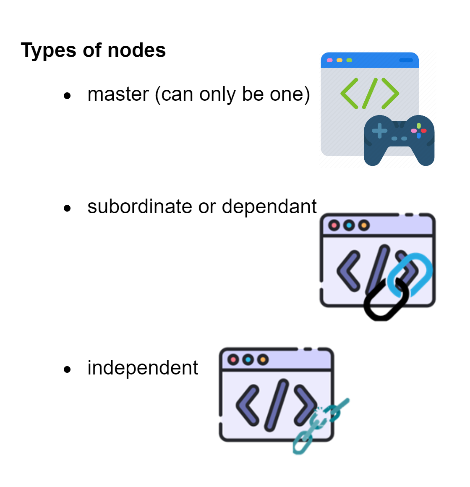 Types of nodes
• master (can only be one)
• subordinate or dependant
• independent